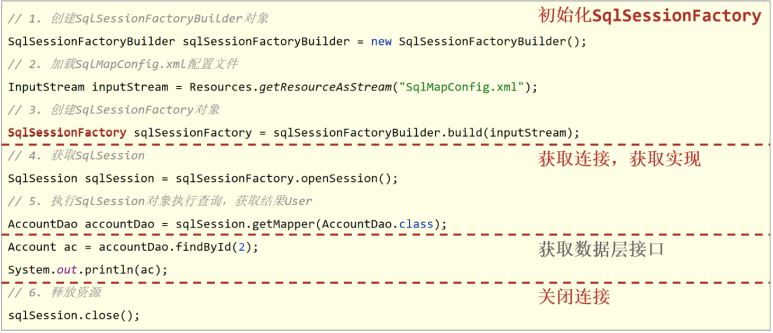 // 1. 创建SqlSessionFactoryBuilder对象
初始化SqlSessionFactory
SqlSessionFactoryBuilder sqlSessionFactoryBuilder = new SqlSessionFactoryBuilder();
// 2. 加载SqlMapConfig.xml配置文件
InputStream inputStream = Resources.getResourceAsStream("SqlMapConfig.xml");
// 3. 创建SqlSessionFactory对象
SqlSessionFactory sqlSessionFactory = sqlSessionFactoryBuilder.build(inputStream);
// 4. 获取SqlSession
获取连接，获取实现
SqlSession sqlSession = sqlSessionFactory.openSession();
// 5. 执行SqlSession对象执行查询，获取结果User
AccountDao accountDao = sqlSession.getMapper(AccountDao.class);
Account ac = accountDao.findById(2);
获取数据层接口
System.out.println(ac);
// 6. 释放资源
关闭连接
sqlSession.close();